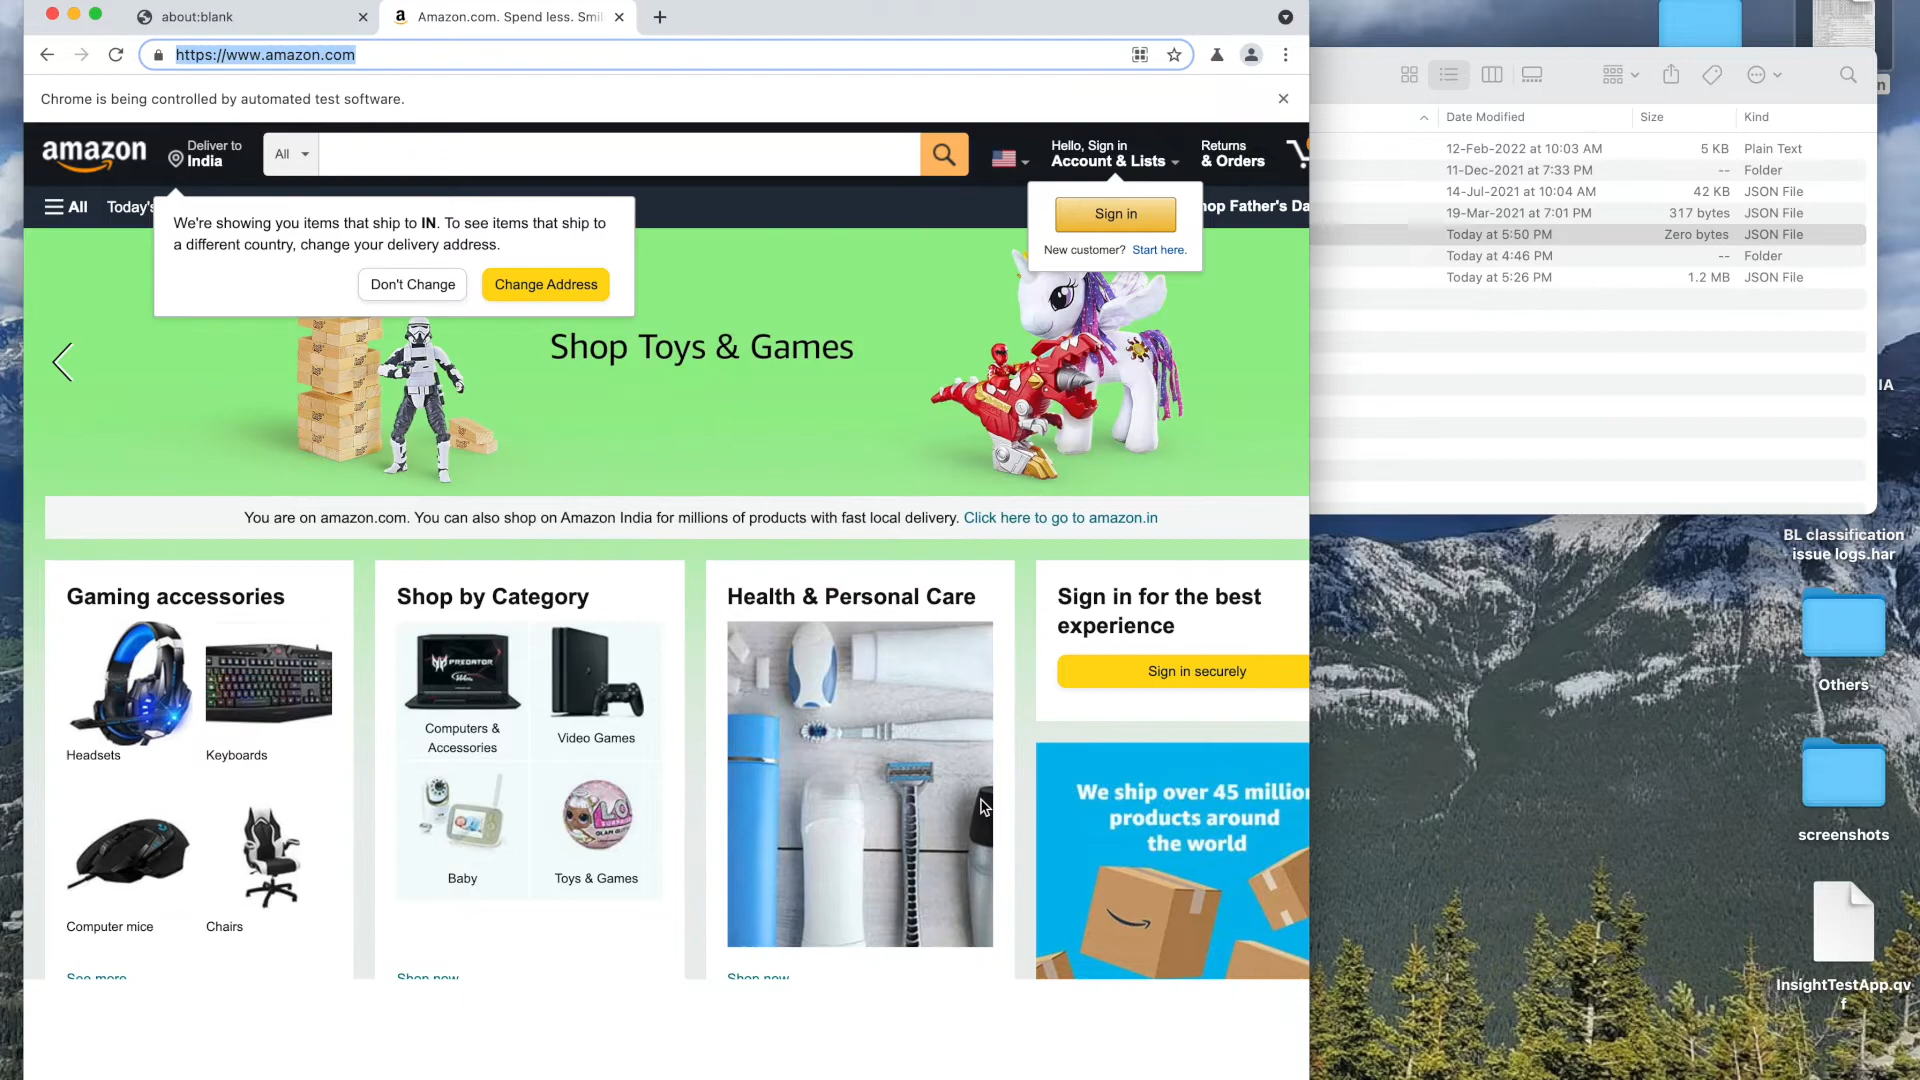 about:blank
Amazon.com. Spend less. Smil
https://www.amazon.com
Chrome is being controlled by automated test software.
amazon
Deliver to
India
All
Hello, Sign in
Account & Lists
Returns
& Orders
All
Today's
hop Father's Da
We're showing you items that ship to IN. To see items that ship to
a different country, change your delivery address.
Don't Change
Change Address
Sign in
New customer? Start here.
Shop Toys & Games
You are on amazon.com. You can also shop on Amazon India for millions of products with fast local delivery. Click here to go to amazon.in
Gaming accessories
Headsets
Keyboards
Computer mice
Chairs
See more
Shop by Category
PREDATOR
Computers &
Accessories
Video Games
Baby
Toys & Games
Shop now
Health & Personal Care
Shop now
Sign in for the best
experience
Sign in securely
We ship over 45 million
products around
the world
Date Modified
Size
Kind
12-Feb-2022 at 10:03 AM
5 KB
Plain Text
11-Dec-2021 at 7:33 PM
--
Folder
14-Jul-2021 at 10:04 AM
42 KB
JSON File
19-Mar-2021 at 7:01 PM
317 bytes
JSON File
Today at 5:50 PM
Zero bytes
JSON File
Today at 4:46 PM
--
Folder
Today at 5:26 PM
1.2 MB
JSON File
n
IA
BL classification
issue logs.har
Others
screenshots
InsightTestApp.qv
f